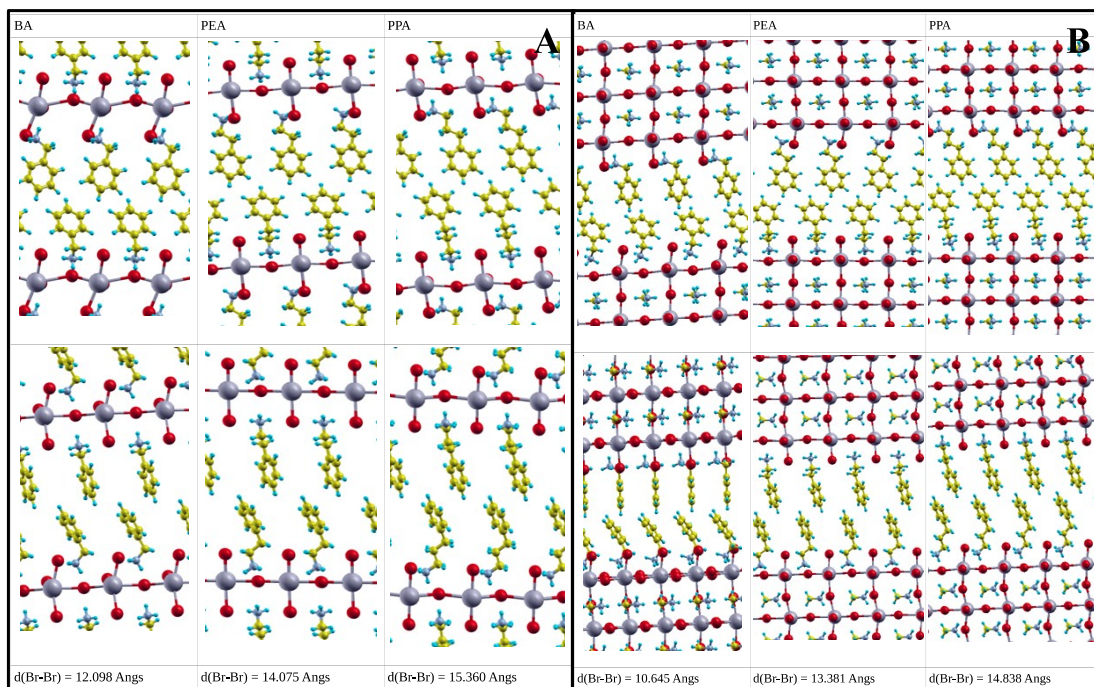 BA
PEA
PPA
A
BA
PEA
PPA
B
d(Br-Br) = 12.098 Angs
d(Br-Br) = 14.075 Angs
d(Br-Br) = 15.360 Angs
d(Br-Br) = 10.645 Angs
d(Br-Br) = 13.381 Angs
d(Br-Br) = 14.838 Angs